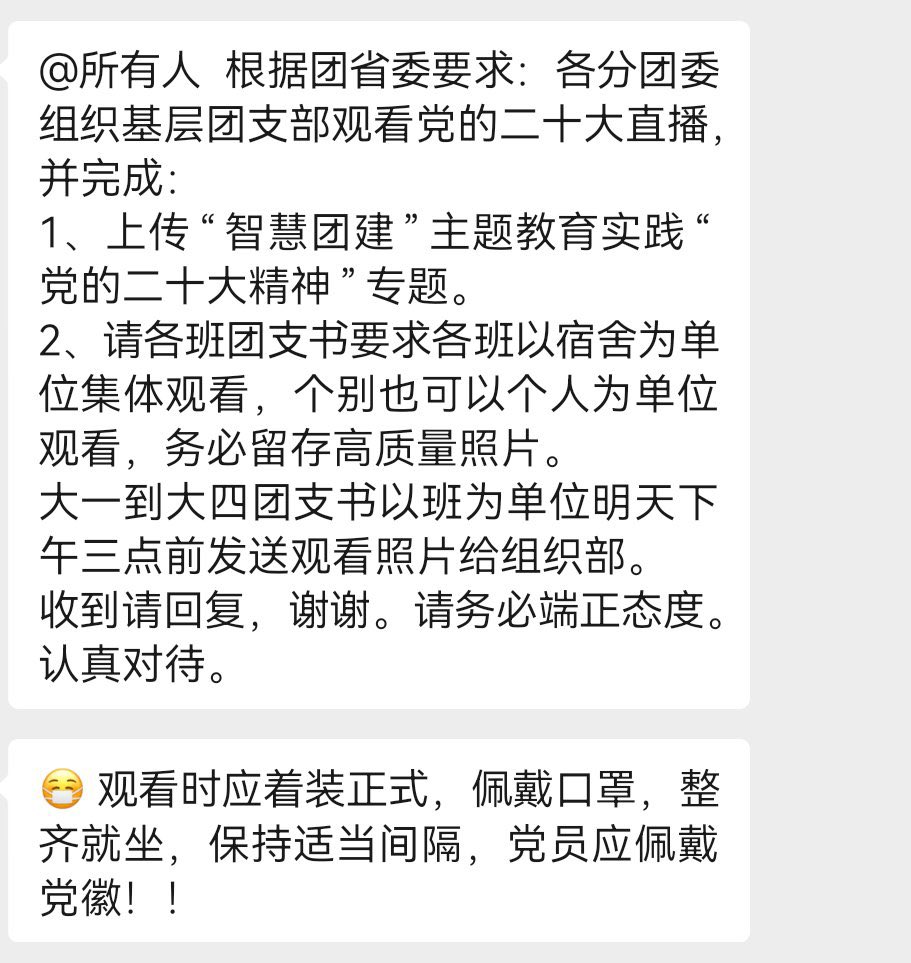 @所有人 根据团省委要求：各分团委
组织基层团支部观看党的二十大直播，
并完成：
1、上传“智慧团建”主题教育实践“
党的二十大精神”专题。
2、请各班团支书要求各班以宿舍为单
位集体观看，个别也可以个人为单位
观看，务必留存高质量照片。
大一到大四团支书以班为单位明天下
午三点前发送观看照片给组织部。
收到请回复，谢谢。请务必端正态度。
认真对待。
😷 观看时应着装正式，佩戴口罩，整
齐就坐，保持适当间隔，党员应佩戴
党徽！！